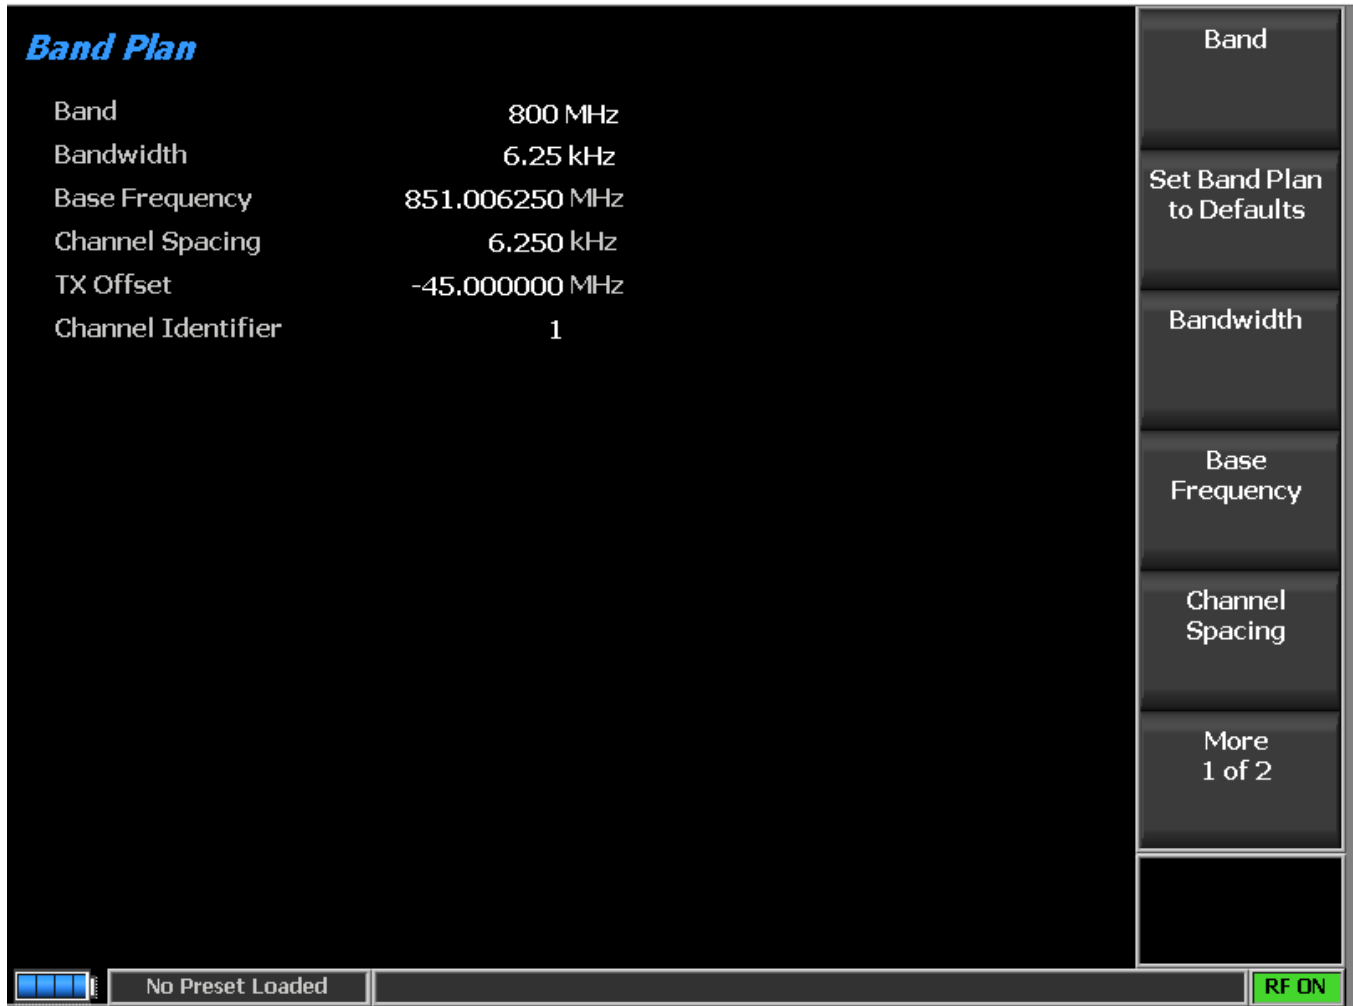 Band Plan
Band 800 MHz
Bandwidth 6.25 kHz
Base Frequency 851.006250 MHz
Channel Spacing 6.250 kHz
TX Offset -45.000000 MHz
Channel Identifier 1
Band
Set Band Plan
to Defaults
Bandwidth
Base
Frequency
Channel
Spacing
More
1 of 2
No Preset Loaded
RF ON